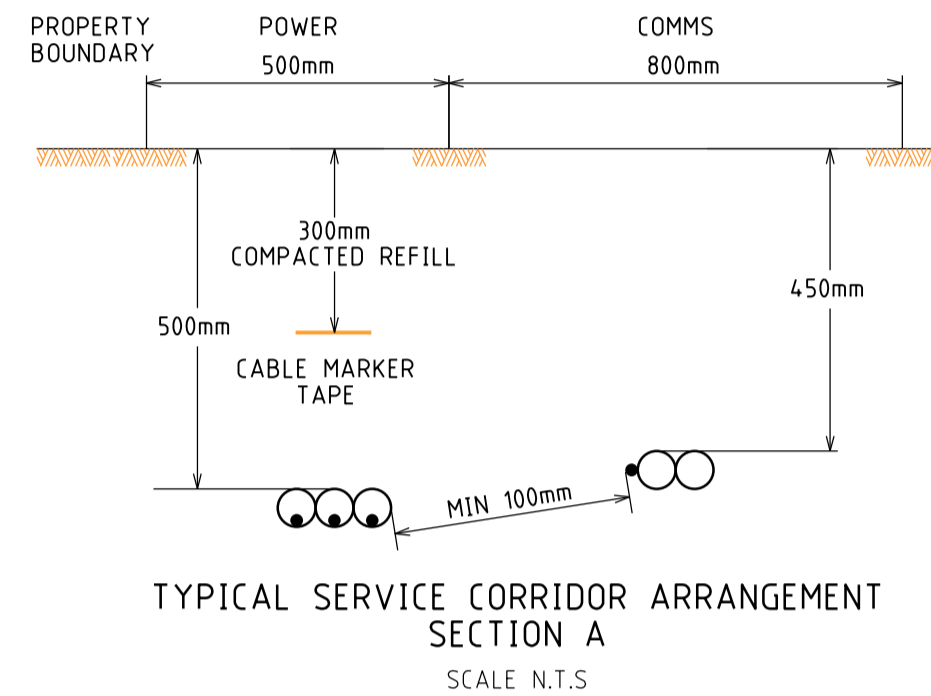 PROPERTY
BOUNDARY
POWER
500mm
COMMS
800mm
300mm
COMPACTED REFILL
450mm
500mm
CABLE MARKER
TAPE
MIN 100mm
TYPICAL SERVICE CORRIDOR ARRANGEMENT
SECTION A
SCALE N.T.S